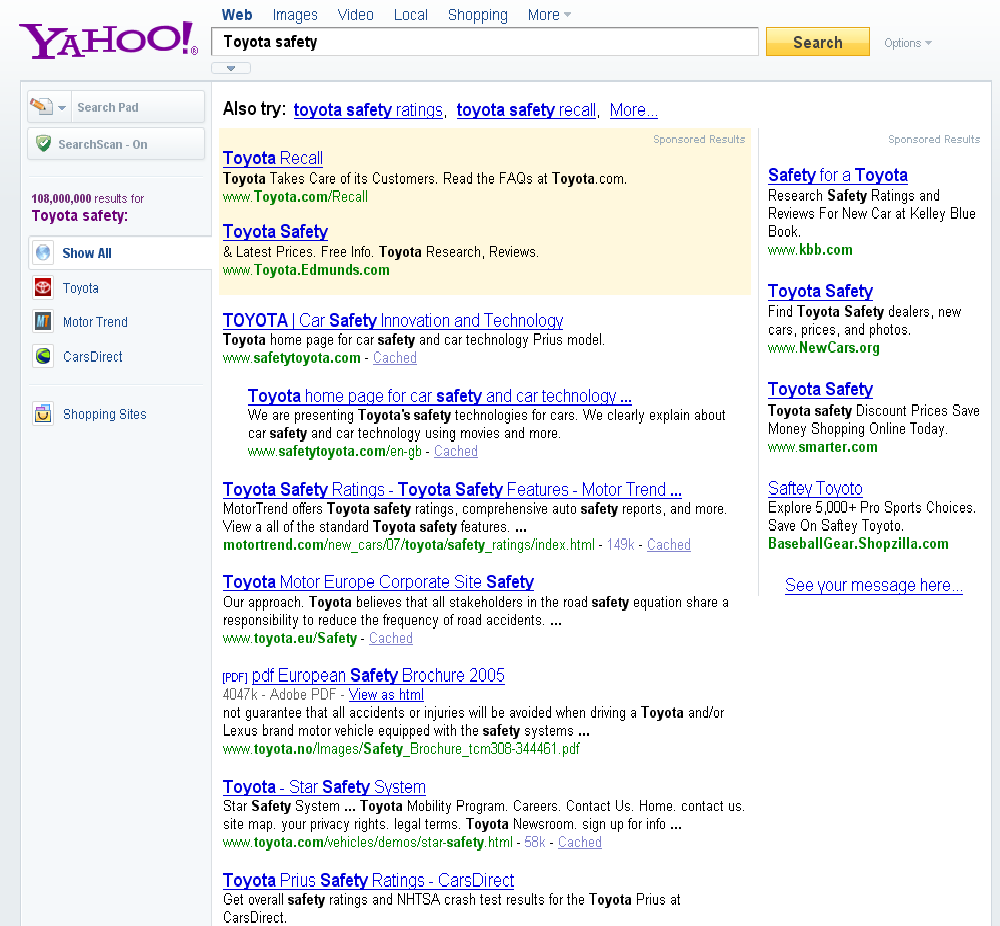 Web Images Video Local Shopping More
YAHOO!®
Toyota safety
Search
Options
Search Pad
SearchScan - On
108,000,000 results for
Toyota safety:
Show All
Toyota
Motor Trend
CarsDirect
Shopping Sites
Also try: toyota safety ratings, toyota safety recall, More...
Sponsored Results
Toyota Recall
Toyota Takes Care of its Customers. Read the FAQs at Toyota.com.
www.Toyota.com/Recall
Toyota Safety
& Latest Prices. Free Info. Toyota Research, Reviews.
www.Toyota.Edmunds.com
TOYOTA | Car Safety Innovation and Technology
Toyota home page for car safety and car technology Prius model.
www.safetytoyota.com - Cached
Toyota home page for car safety and car technology ...
We are presenting Toyota's safety technologies for cars. We clearly explain about
car safety and car technology using movies and more.
www.safetytoyota.com/en-gb - Cached
Toyota Safety Ratings - Toyota Safety Features - Motor Trend ...
MotorTrend offers Toyota safety ratings, comprehensive auto safety reports, and more.
View a all of the standard Toyota safety features. ...
motortrend.com/new_cars/07/toyota/safety_ratings/index.html - 149k - Cached
Toyota Motor Europe Corporate Site Safety
Our approach. Toyota believes that all stakeholders in the road safety equation share a
responsibility to reduce the frequency of road accidents. ...
www.toyota.eu/Safety - Cached
[PDF] pdf European Safety Brochure 2005
4047k - Adobe PDF - View as html
not guarantee that all accidents or injuries will be avoided when driving a Toyota and/or
Lexus brand motor vehicle equipped with the safety systems ...
www.toyota.no/Images/Safety_Brochure_tcm308-344461.pdf
Toyota - Star Safety System
Star Safety System ... Toyota Mobility Program. Careers. Contact Us. Home. contact us.
site map. your privacy rights. legal terms. Toyota Newsroom. sign up for info ...
www.toyota.com/vehicles/demos/star-safety.html - 58k - Cached
Toyota Prius Safety Ratings - CarsDirect
Get overall safety ratings and NHTSA crash test results for the Toyota Prius at
CarsDirect.
Sponsored Results
Safety for a Toyota
Research Safety Ratings and
Reviews For New Car at Kelley Blue
Book.
www.kbb.com
Toyota Safety
Find Toyota Safety dealers, new
cars, prices, and photos.
www.NewCars.org
Toyota Safety
Toyota safety Discount Prices Save
Money Shopping Online Today.
www.smarter.com
Saftey Toyoto
Explore 5,000+ Pro Sports Choices.
Save On Saftey Toyoto.
BaseballGear.Shopzilla.com
See your message here...